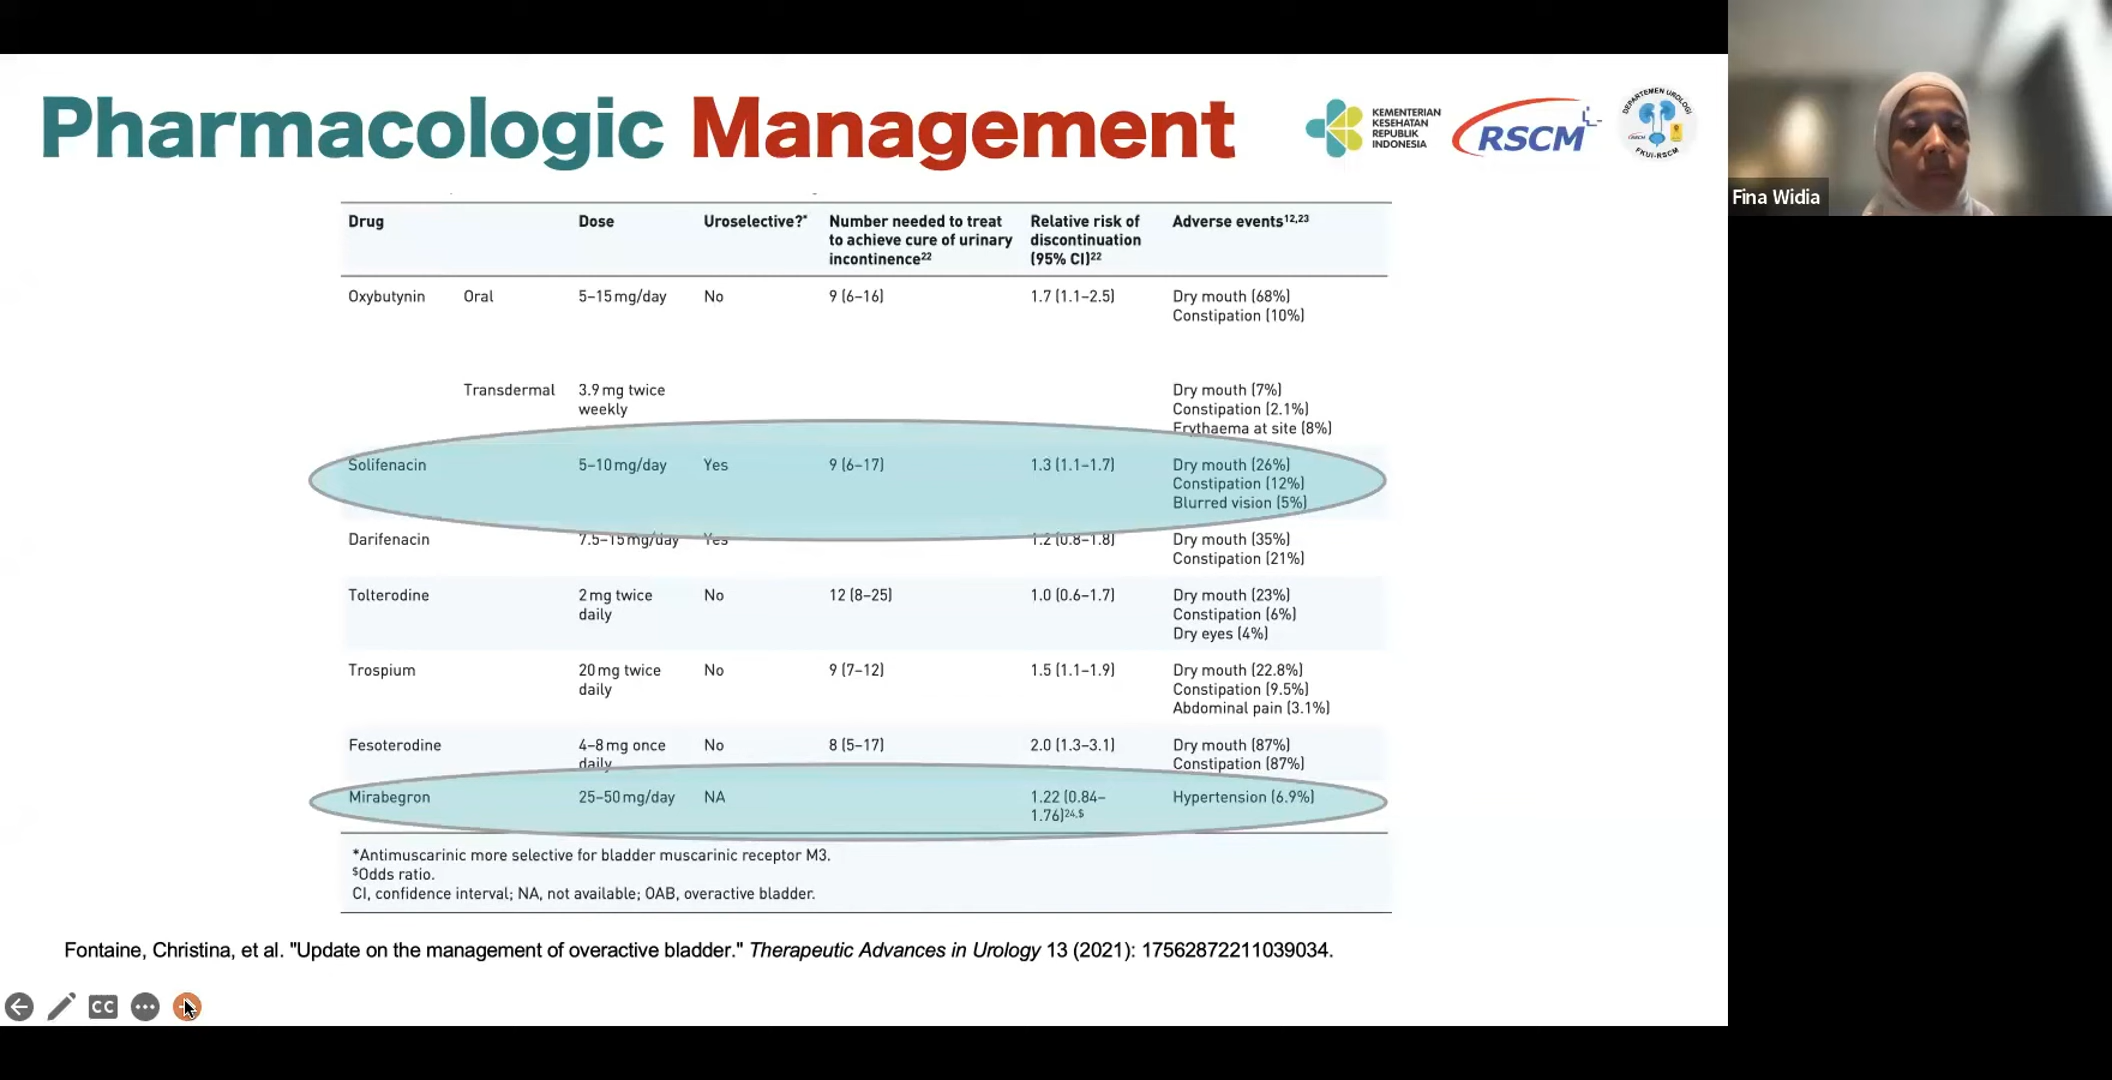 Pharmacologic Management
KEMENTERIAN
KESEHATAN
REPUBLIK
INDONESIA
RSCM
DEPARTEMEN UROLOGI
RSCM
FKUI-RSCM
Fina Widia
Drug Dose Uroselective?* Number needed to treat to achieve cure of urinary incontinence22 Relative risk of discontinuation (95% CI)22 Adverse events12,23
Oxybutynin Oral 5–15 mg/day No 9 (6–16) 1.7 (1.1–2.5) Dry mouth (68%)
Constipation (10%)
Transdermal 3.9 mg twice weekly Dry mouth (7%)
Constipation (2.1%)
Erythaema at site (8%)
Solifenacin 5–10 mg/day Yes 9 (6–17) 1.3 (1.1–1.7) Dry mouth (26%)
Constipation (12%)
Blurred vision (5%)
Darifenacin 7.5–15 mg/day Yes 1.2 (0.8–1.8) Dry mouth (35%)
Constipation (21%)
Tolterodine 2 mg twice daily No 12 (8–25) 1.0 (0.6–1.7) Dry mouth (23%)
Constipation (6%)
Dry eyes (4%)
Trospium 20 mg twice daily No 9 (7–12) 1.5 (1.1–1.9) Dry mouth (22.8%)
Constipation (9.5%)
Abdominal pain (3.1%)
Fesoterodine 4–8 mg once daily No 8 (5–17) 2.0 (1.3–3.1) Dry mouth (87%)
Constipation (87%)
Mirabegron 25–50 mg/day NA 1.22 (0.84–1.76)24,$ Hypertension (6.9%)
*Antimuscarinic more selective for bladder muscarinic receptor M3.
$Odds ratio.
CI, confidence interval; NA, not available; OAB, overactive bladder.
Fontaine, Christina, et al. "Update on the management of overactive bladder." Therapeutic Advances in Urology 13 (2021): 17562872211039034.
CC